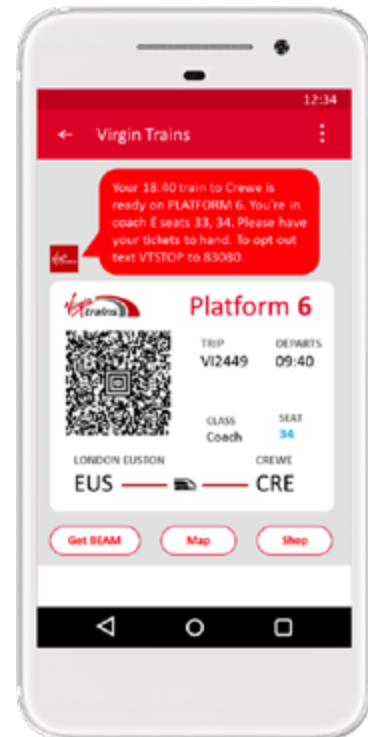 12:34
Virgin Trains
Your 18:40 train to Crewe is
ready on PLATFORM 6. You're in
coach E seats 33, 34. Please have
your tickets to hand. To opt out
text VTSTOP to 83080.
Virgin trains
Platform 6
TRIP DEPARTS
VI2449 09:40
CLASS SEAT
Coach 34
LONDON EUSTON CREWE
EUS CRE
Get BEAM Map Shop